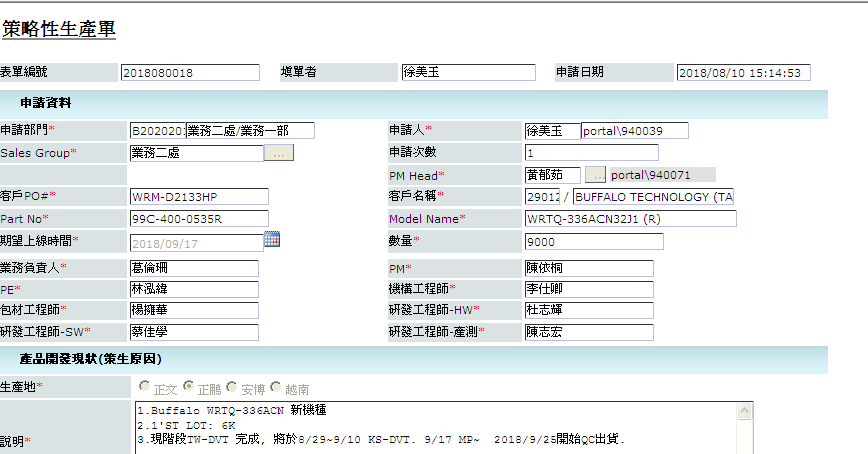 策略性生產單
表單編號 2018080018 填單者 徐美玉 申請日期 2018/08/10 15:14:53
申請資料
申請部門* B2020201 業務二處/業務一部 申請人* 徐美玉 portal\940039
Sales Group* 業務二處 ... 申請次數 1
PM Head* 黃郁茹 ... portal\940071
客戶PO#* WRM-D2133HP 客戶名稱* 29012 / BUFFALO TECHNOLOGY (TA
Part No* 99C-400-0535R Model Name* WRTQ-336ACN32J1 (R)
期望上線時間* 2018/09/17 數量* 9000
業務負責人* 葛倫珊 PM* 陳依桐
PE* 林泓緯 機構工程師* 李仕卿
包材工程師* 楊擁華 研發工程師-HW* 杜志輝
研發工程師-SW* 蔡佳學 研發工程師-產測* 陳志宏
產品開發現狀(策生原因)
生產地* 正文 正鵬 安博 越南
說明* 1.Buffalo WRTQ-336ACN 新機種
2.1'ST LOT: 6K
3.現階段TW-DVT 完成, 將於8/29~9/10 KS-DVT. 9/17 MP~ 2018/9/25開始QC出貨.